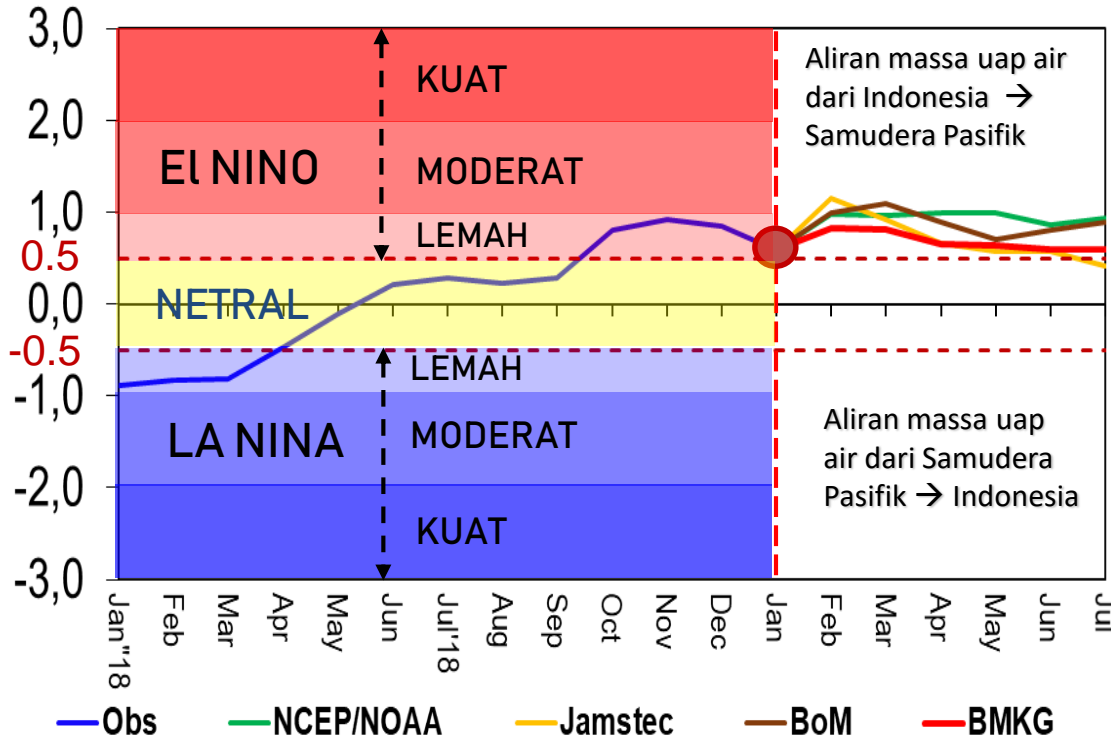 3,0
2,0
1,0
0.5
0,0
-0.5
-1,0
-2,0
-3,0
KUAT
El NINO
MODERAT
LEMAH
NETRAL
LEMAH
LA NINA
MODERAT
KUAT
Aliran massa uap air
dari Indonesia →
Samudera Pasifik
Aliran massa uap
air dari Samudera
Pasifik → Indonesia
Jan"18
Feb
Mar
Apr
May
Jun
Jul'18
Aug
Sep
Oct
Nov
Dec
Jan
Feb
Mar
Apr
May
Jun
Jul
Obs
NCEP/NOAA
Jamstec
BoM
BMKG